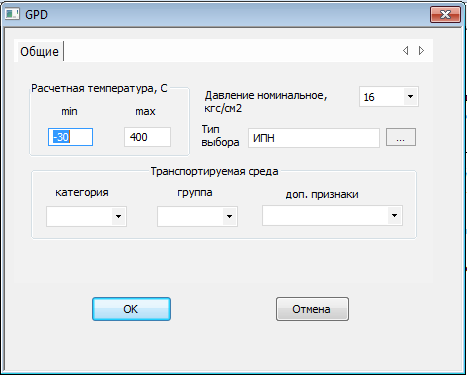 GPD
Общие
Расчетная температура, С
min
max
-30
400
Давление номинальное,
кгс/см2
16
Тип
выбора
ИПН
...
Транспортируемая среда
категория
группа
доп. признаки
OK
Отмена